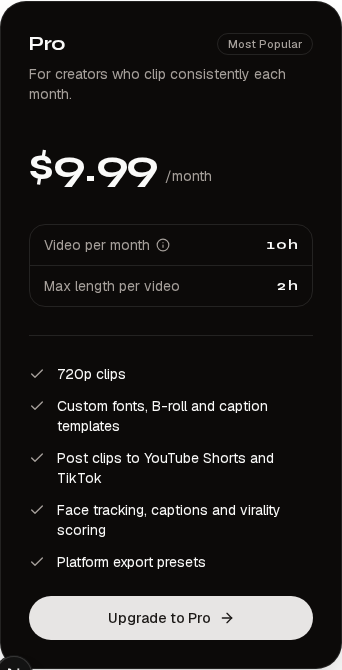 Pro
Most Popular
For creators who clip consistently each
month.
$9.99 /month
Video per month
10h
Max length per video
2h
720p clips
Custom fonts, B-roll and caption
templates
Post clips to YouTube Shorts and
TikTok
Face tracking, captions and virality
scoring
Platform export presets
Upgrade to Pro →